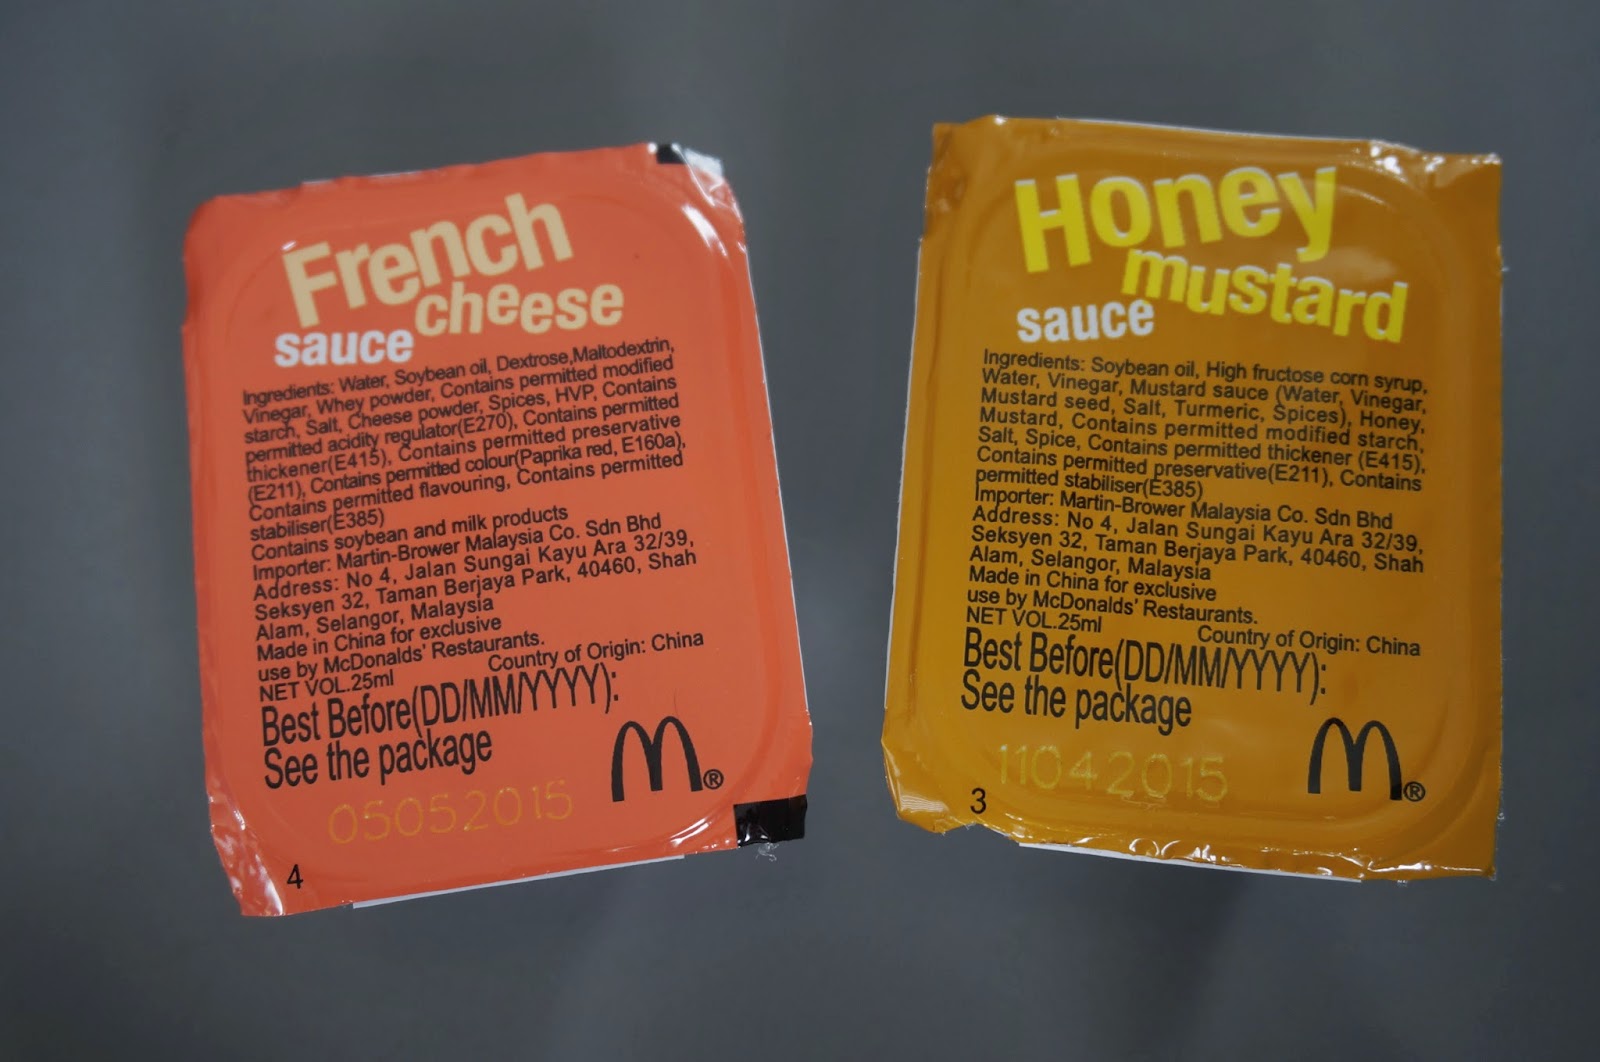 French
cheese
sauce
Ingredients: Water, Soybean oil, Dextrose,Maltodextrin,
Vinegar, Whey powder, Contains permitted modified
starch, Salt, Cheese powder, Spices, HVP, Contains
permitted acidity regulator(E270), Contains permitted
thickener(E415), Contains permitted preservative
(E211), Contains permitted colour(Paprika red, E160a),
Contains permitted flavouring, Contains permitted
stabiliser(E385)
Contains soybean and milk products
Importer: Martin-Brower Malaysia Co. Sdn Bhd
Address: No 4, Jalan Sungai Kayu Ara 32/39,
Seksyen 32, Taman Berjaya Park, 40460, Shah
Alam, Selangor, Malaysia
Made in China for exclusive
use by McDonalds' Restaurants.
NET VOL.25ml Country of Origin: China
Best Before(DD/MM/YYYY):
See the package
M®
05052015
4
Honey
mustard
sauce
Ingredients: Soybean oil, High fructose corn syrup,
Water, Vinegar, Mustard sauce (Water, Vinegar,
Mustard seed, Salt, Turmeric, Spices), Honey,
Mustard, Contains permitted modified starch,
Salt, Spice, Contains permitted thickener (E415),
Contains permitted preservative(E211), Contains
permitted stabiliser(E385)
Importer: Martin-Brower Malaysia Co. Sdn Bhd
Address: No 4, Jalan Sungai Kayu Ara 32/39,
Seksyen 32, Taman Berjaya Park, 40460, Shah
Alam, Selangor, Malaysia
Made in China for exclusive
use by McDonalds' Restaurants.
NET VOL.25ml Country of Origin: China
Best Before(DD/MM/YYYY):
See the package
M®
11042015
3